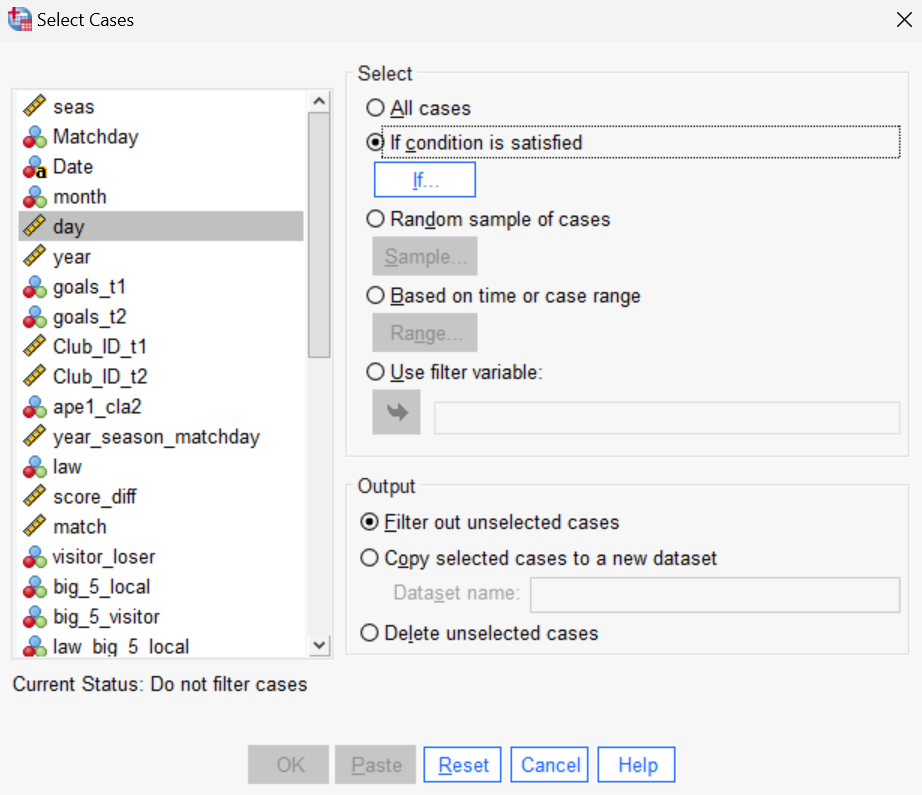 Select Cases
seas
Matchday
Date
month
day
year
goals_t1
goals_t2
Club_ID_t1
Club_ID_t2
ape1_cla2
year_season_matchday
law
score_diff
match
visitor_loser
big_5_local
big_5_visitor
law_big_5_local
Current Status: Do not filter cases
Select
All cases
If condition is satisfied
If...
Random sample of cases
Sample...
Based on time or case range
Range...
Use filter variable:
Output
Filter out unselected cases
Copy selected cases to a new dataset
Dataset name:
Delete unselected cases
OK Paste Reset Cancel Help